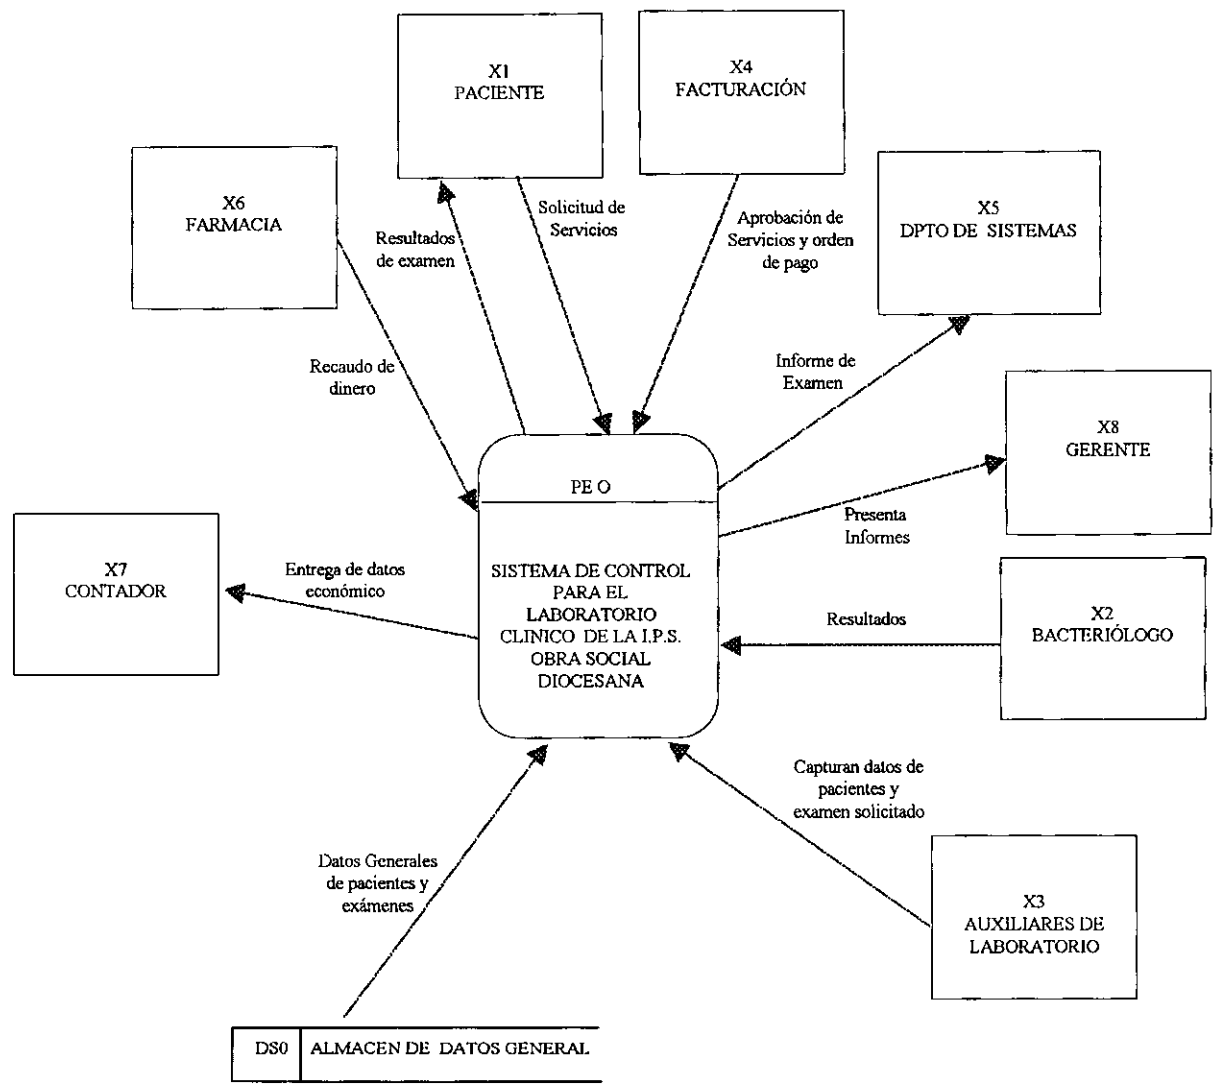 X1
PACIENTE
X4
FACTURACIÓN
X6
FARMACIA
X5
DPTO DE SISTEMAS
Solicitud de
Servicios
Resultados
de examen
Aprobación de
Servicios y orden
de pago
Recaudo de
dinero
Informe de
Examen
X8
GERENTE
PE O
Presenta
Informes
X7
CONTADOR
Entrega de datos
económico
SISTEMA DE CONTROL
PARA EL
LABORATORIO
CLINICO DE LA I.P.S.
OBRA SOCIAL
DIOCESANA
Resultados
X2
BACTERIÓLOGO
Capturan datos de
pacientes y
examen solicitado
Datos Generales
de pacientes y
exámenes
X3
AUXILIARES DE
LABORATORIO
DS0 ALMACEN DE DATOS GENERAL